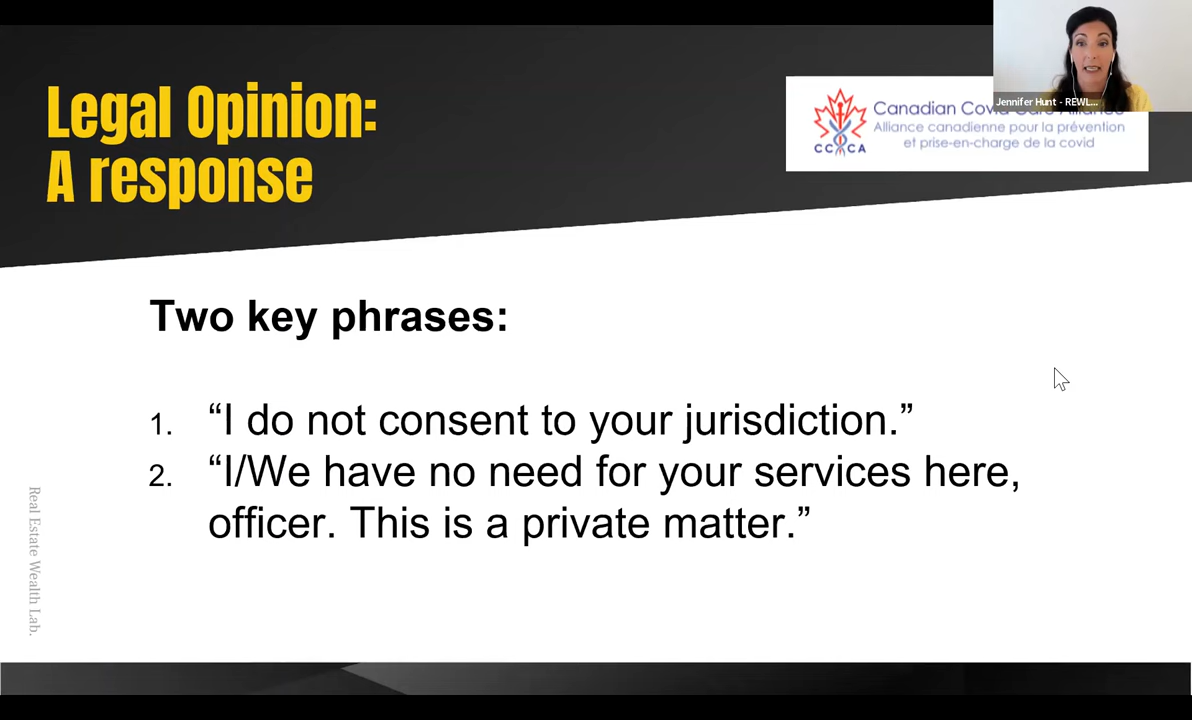 Legal Opinion:
A response
Canadian Covid Care Alliance
Alliance canadienne pour la prévention
et prise-en-charge de la covid
CC CA
Jennifer Hunt - REWL...
Two key phrases:
1. “I do not consent to your jurisdiction.”
2. “I/We have no need for your services here,
officer. This is a private matter.”
Real Estate Wealth Lab.